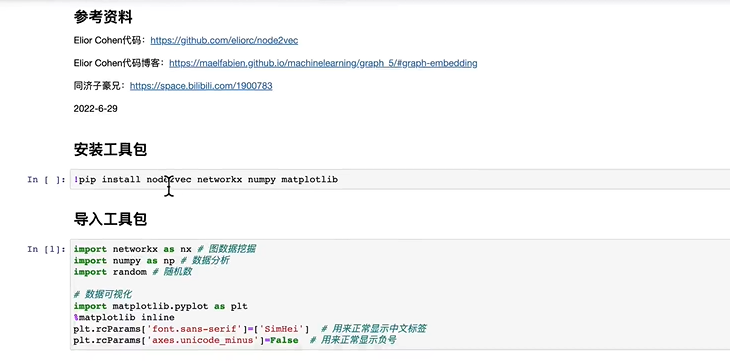 参考资料
Elior Cohen代码：https://github.com/eliorc/node2vec
Elior Cohen代码博客：https://maelfabien.github.io/machinelearning/graph_5/#graph-embedding
同济子豪兄：https://space.bilibili.com/1900783
2022-6-29
安装工具包
In [ ]: !pip install node2vec networkx numpy matplotlib
导入工具包
In [1]: import networkx as nx # 图数据挖掘
import numpy as np # 数据分析
import random # 随机数
# 数据可视化
import matplotlib.pyplot as plt
%matplotlib inline
plt.rcParams['font.sans-serif']=['SimHei']  # 用来正常显示中文标签
plt.rcParams['axes.unicode_minus']=False  # 用来正常显示负号